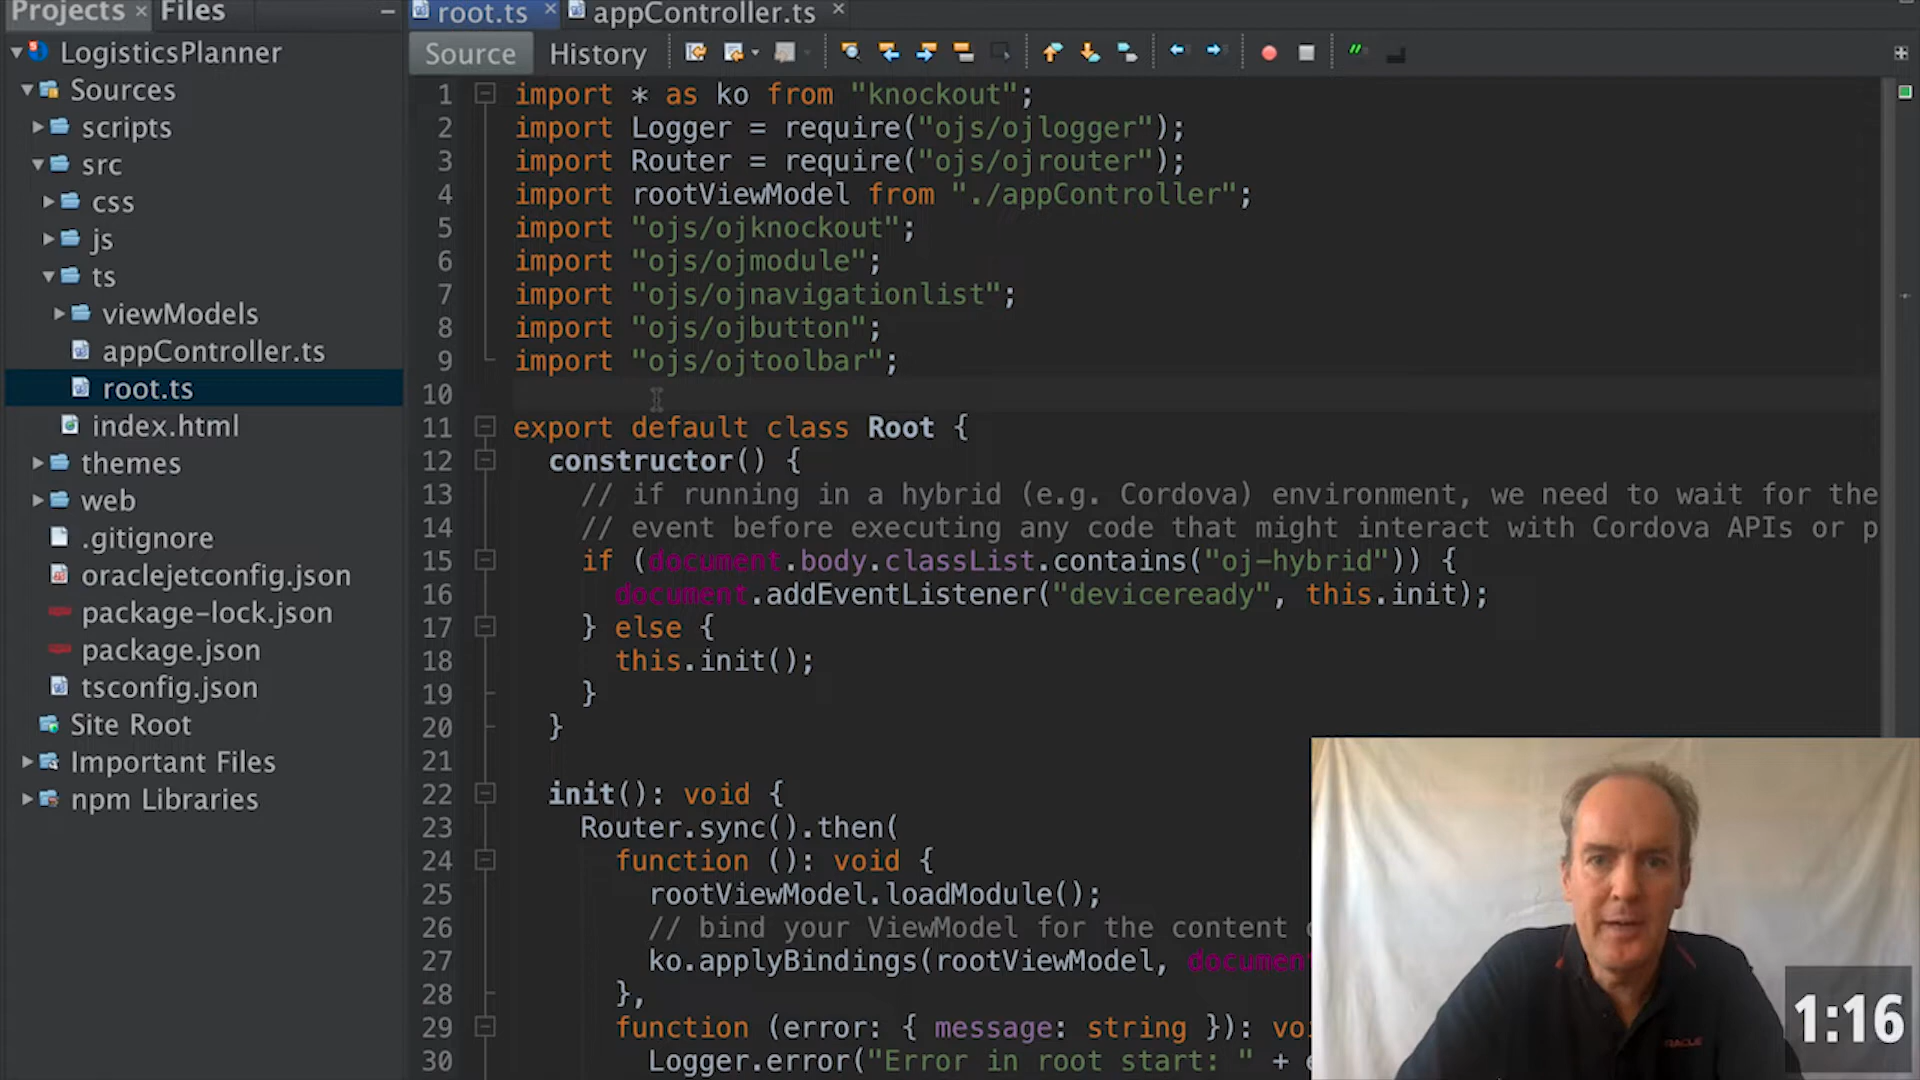 Projects
Files
LogisticsPlanner
Sources
scripts
src
css
js
ts
viewModels
appController.ts
root.ts
index.html
themes
web
.gitignore
oraclejetconfig.json
package-lock.json
package.json
tsconfig.json
Site Root
Important Files
npm Libraries
root.ts
appController.ts
Source
History
1 import * as ko from "knockout";
2 import Logger = require("ojs/ojlogger");
3 import Router = require("ojs/ojrouter");
4 import rootViewModel from "./appController";
5 import "ojs/ojknockout";
6 import "ojs/ojmodule";
7 import "ojs/ojnavigationlist";
8 import "ojs/ojbutton";
9 import "ojs/ojtoolbar";
10
11 export default class Root {
12 constructor() {
13 // if running in a hybrid (e.g. Cordova) environment, we need to wait for the
14 // event before executing any code that might interact with Cordova APIs or p
15 if (document.body.classList.contains("oj-hybrid")) {
16 document.addEventListener("deviceready", this.init);
17 } else {
18 this.init();
19 }
20 }
21
22 init(): void {
23 Router.sync().then(
24 function (): void {
25 rootViewModel.loadModule();
26 // bind your ViewModel for the content
27 ko.applyBindings(rootViewModel, documen
28 },
29 function (error: { message: string }): vo
30 Logger.error("Error in root start: " +
ORACLE
1:16